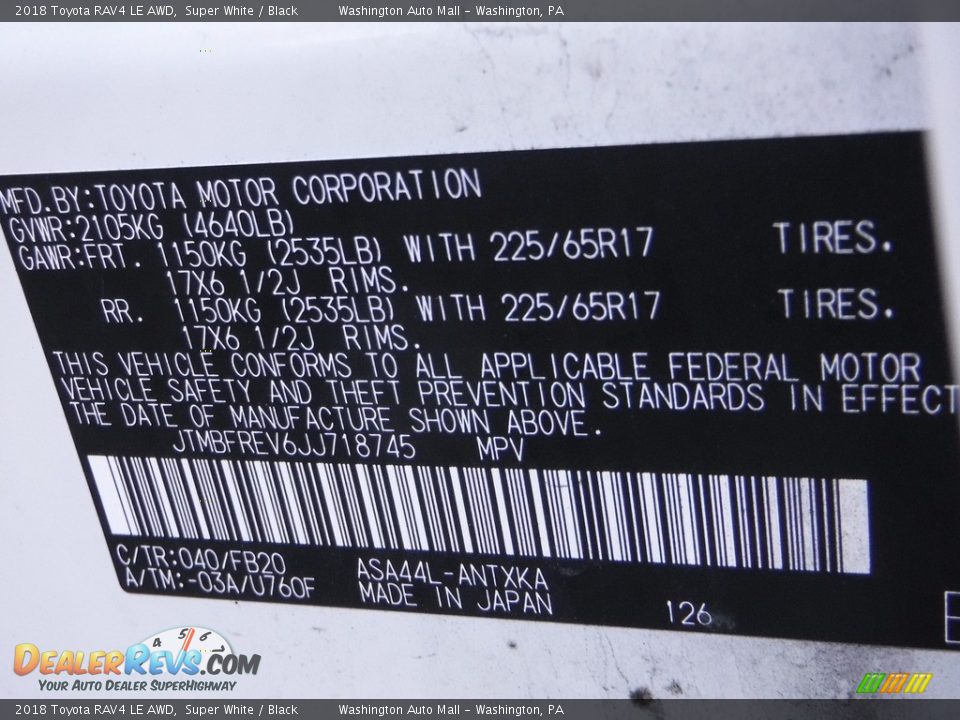 2018 Toyota RAV4 LE AWD, Super White / Black Washington Auto Mall - Washington, PA
MFD.BY:TOYOTA MOTOR CORPORATION
GVWR:2105KG (4640LB)
GAWR:FRT. 1150KG (2535LB) WITH 225/65R17 TIRES.
17X6 1/2J RIMS.
RR. 1150KG (2535LB) WITH 225/65R17 TIRES.
17X6 1/2J RIMS.
THIS VEHICLE CONFORMS TO ALL APPLICABLE FEDERAL MOTOR
VEHICLE SAFETY AND THEFT PREVENTION STANDARDS IN EFFECT
THE DATE OF MANUFACTURE SHOWN ABOVE.
JTMBFREV6JJ718745 MPV
C/TR:040/FB20 ASA44L-ANTXKA
A/TM:-03A/U760F MADE IN JAPAN
126
4 5 6
DEALERREVS.COM
YOUR AUTO DEALER SUPERHIGHWAY
2018 Toyota RAV4 LE AWD, Super White / Black Washington Auto Mall - Washington, PA